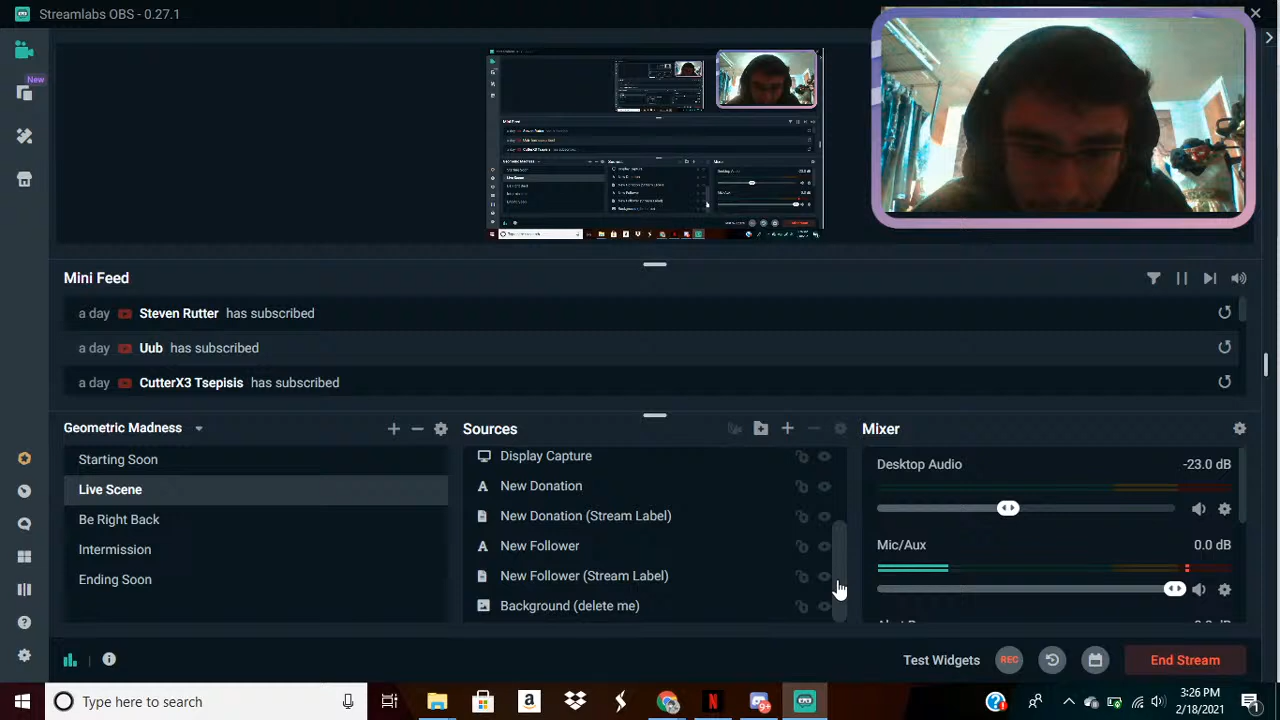 Streamlabs OBS - 0.27.1
New
Mini Feed
a day Steven Rutter has subscribed
a day Uub has subscribed
a day CutterX3 Tsepisis has subscribed
Geometric Madness
Starting Soon
Live Scene
Be Right Back
Intermission
Ending Soon
Sources
Display Capture
New Donation
New Donation (Stream Label)
New Follower
New Follower (Stream Label)
Background (delete me)
Mixer
Desktop Audio -23.0 dB
Mic/Aux 0.0 dB
Test Widgets REC End Stream
Type here to search
9+
3:26 PM
2/18/2021
1